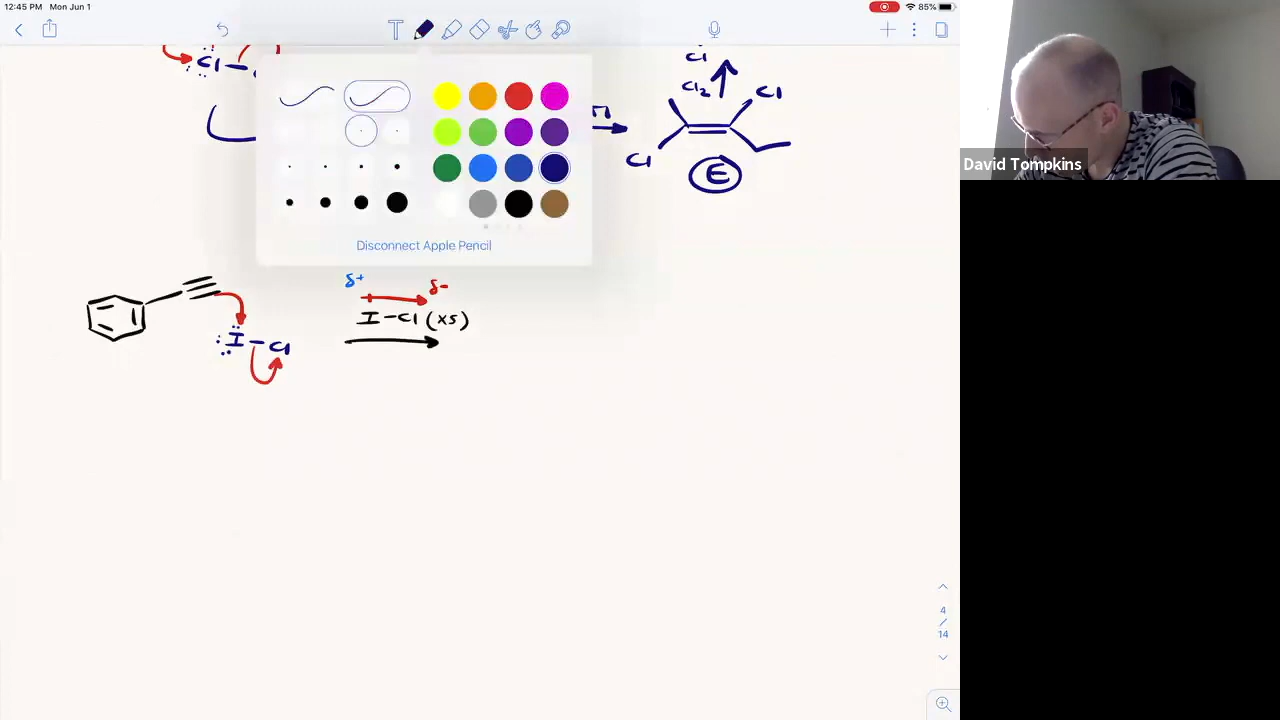 12:45 PM Mon Jun 1
85%
T
Cl
Cl
Cl₂
Cl
Cl
E
Disconnect Apple Pencil
δ+
δ-
I-Cl (xs)
I-Cl
4
/
14
David Tompkins